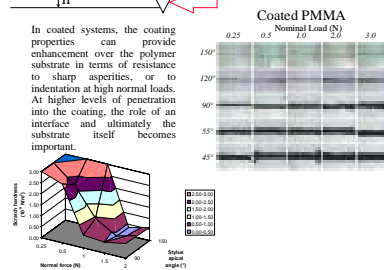 n
In coated systems, the coating
properties can provide
enhancement over the polymer
substrate in terms of resistance
to sharp asperities, or to
indentation at high normal loads.
At higher levels of penetration
into the coating, the role of an
interface and ultimately the
substrate itself becomes
important.
Coated PMMA
Nominal Load (N)
0.25 0.5 1.0 2.0 3.0
150°
120°
90°
55°
45°
Scratch hardness
3.00
2.50
2.00
1.50
1.00
0.50
0.00
0.25
0.5
1
1.5
2
Normal force (N)
90
150
Stylus
apical
angle (°)
2.50-3.00
2.00-2.50
1.50-2.00
1.00-1.50
0.50-1.00
0.00-0.50